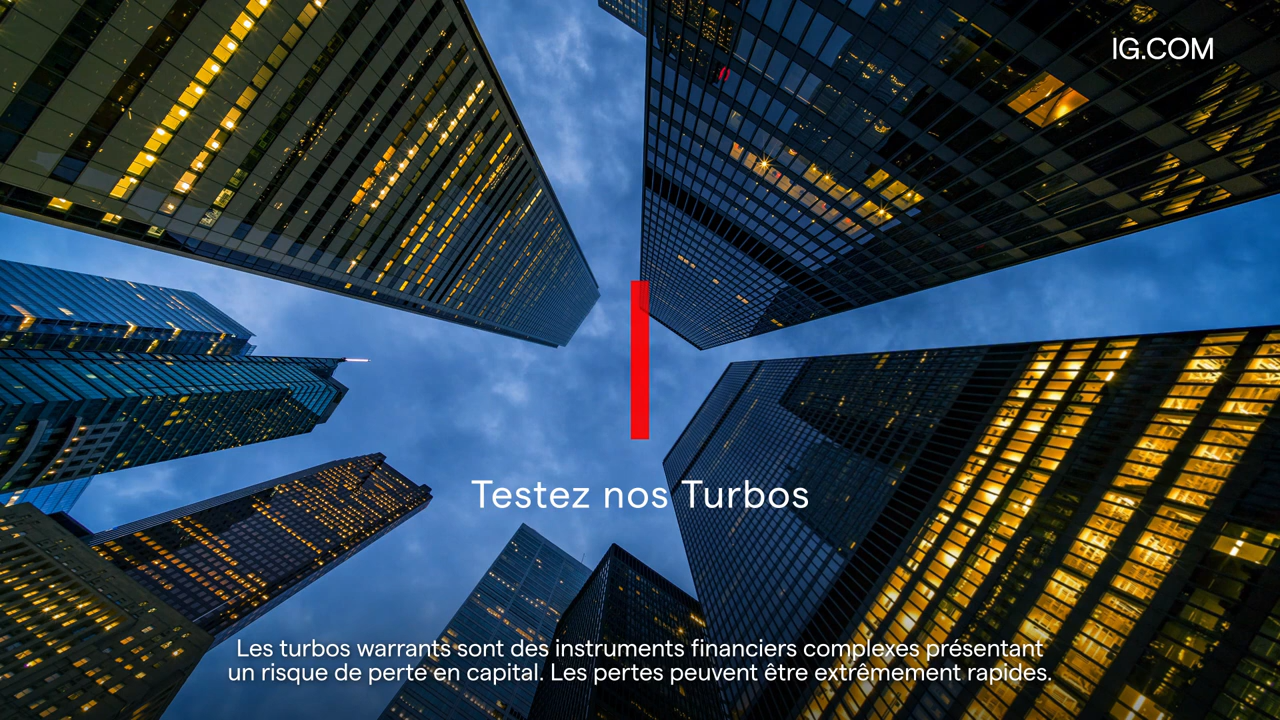 IG.COM
Testez nos Turbos
Les turbos warrants sont des instruments financiers complexes présentant
un risque de perte en capital. Les pertes peuvent être extrêmement rapides.